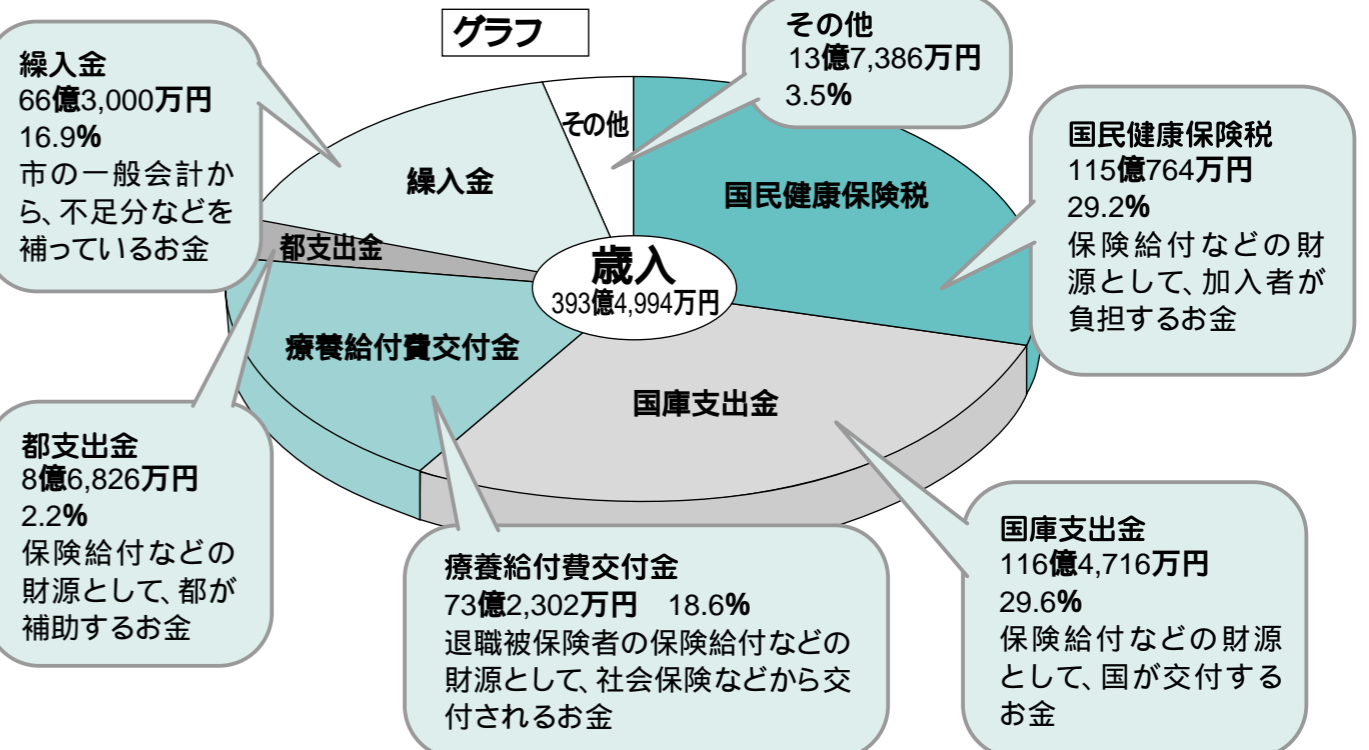 グラフ
繰入金
66億3,000万円
16.9%
市の一般会計か
ら、不足分などを
補っているお金
その他
13億7,386万円
3.5%
国民健康保険税
115億764万円
29.2%
保険給付などの財
源として、加入者が
負担するお金
その他
繰入金
国民健康保険税
都支出金
歳入
393億4,994万円
療養給付費交付金
国庫支出金
都支出金
8億6,826万円
2.2%
保険給付などの
財源として、都が
補助するお金
療養給付費交付金
73億2,302万円 18.6%
退職被保険者の保険給付などの
財源として、社会保険などから交
付されるお金
国庫支出金
116億4,716万円
29.6%
保険給付などの財源
として、国が交付する
お金